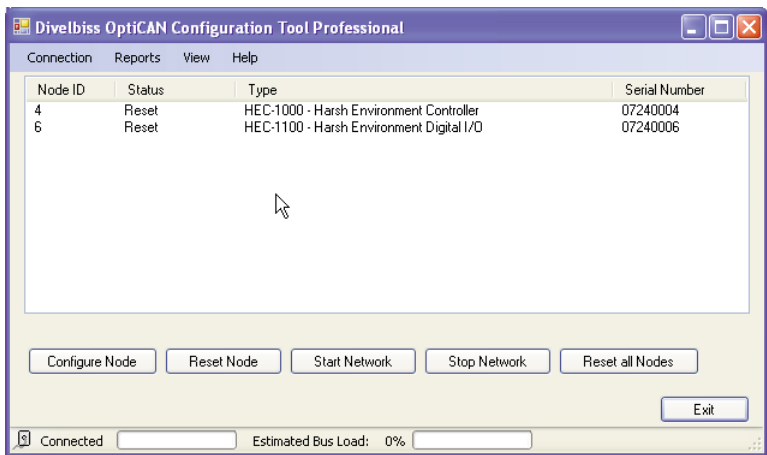 Divelbiss OptiCAN Configuration Tool Professional
Connection Reports View Help
Node ID Status Type Serial Number
4 Reset HEC-1000 - Harsh Environment Controller 07240004
6 Reset HEC-1100 - Harsh Environment Digital I/O 07240006
Configure Node Reset Node Start Network Stop Network Reset all Nodes
Exit
Connected Estimated Bus Load: 0%